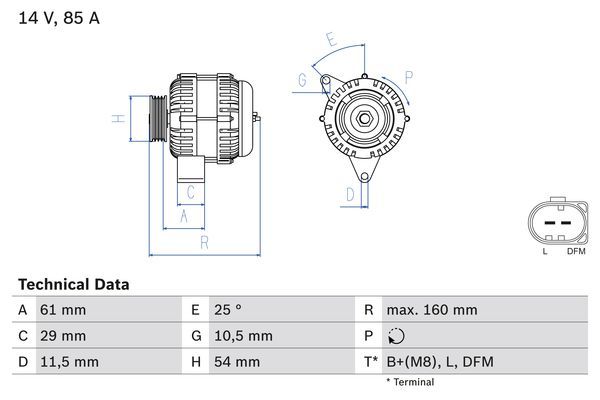 14 V, 85 A
E
G
P
H
C
A
R
D
L DFM
Technical Data
A 61 mm E 25 º R max. 160 mm
C 29 mm G 10,5 mm P
D 11,5 mm H 54 mm T* B+(M8), L, DFM
* Terminal